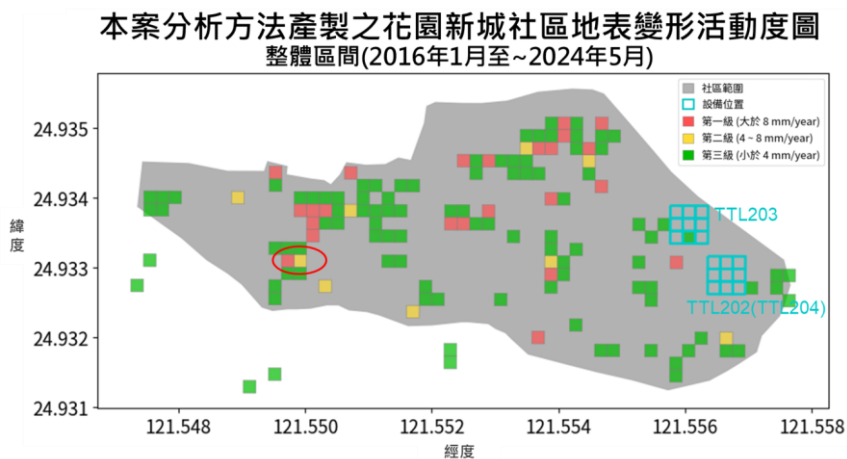 本案分析方法產製之花園新城社區地表變形活動度圖
整體區間(2016年1月至~2024年5月)
社區範圍
設備位置
第一級 (大於 8 mm/year)
第二級 (4 ~ 8 mm/year)
第三級 (小於 4 mm/year)
24.935
24.934
24.933
24.932
24.931
緯度
TTL203
TTL202(TTL204)
121.548
121.550
121.552
121.554
121.556
121.558
經度